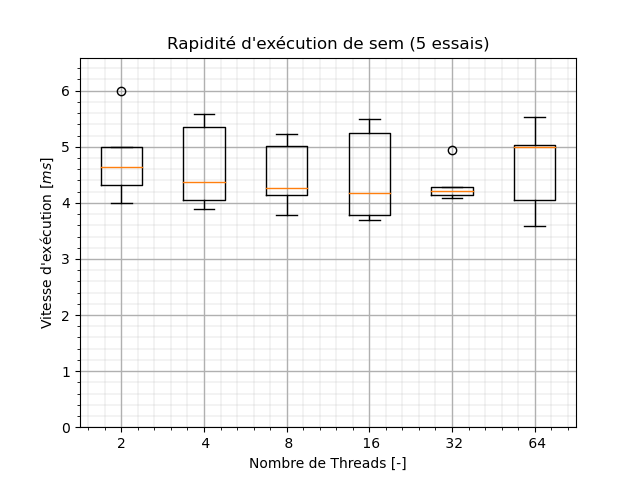 Rapidité d'exécution de sem (5 essais)
Vitesse d'exécution [ms]
6
5
4
3
2
1
0
2 4 8 16 32 64
Nombre de Threads [-]